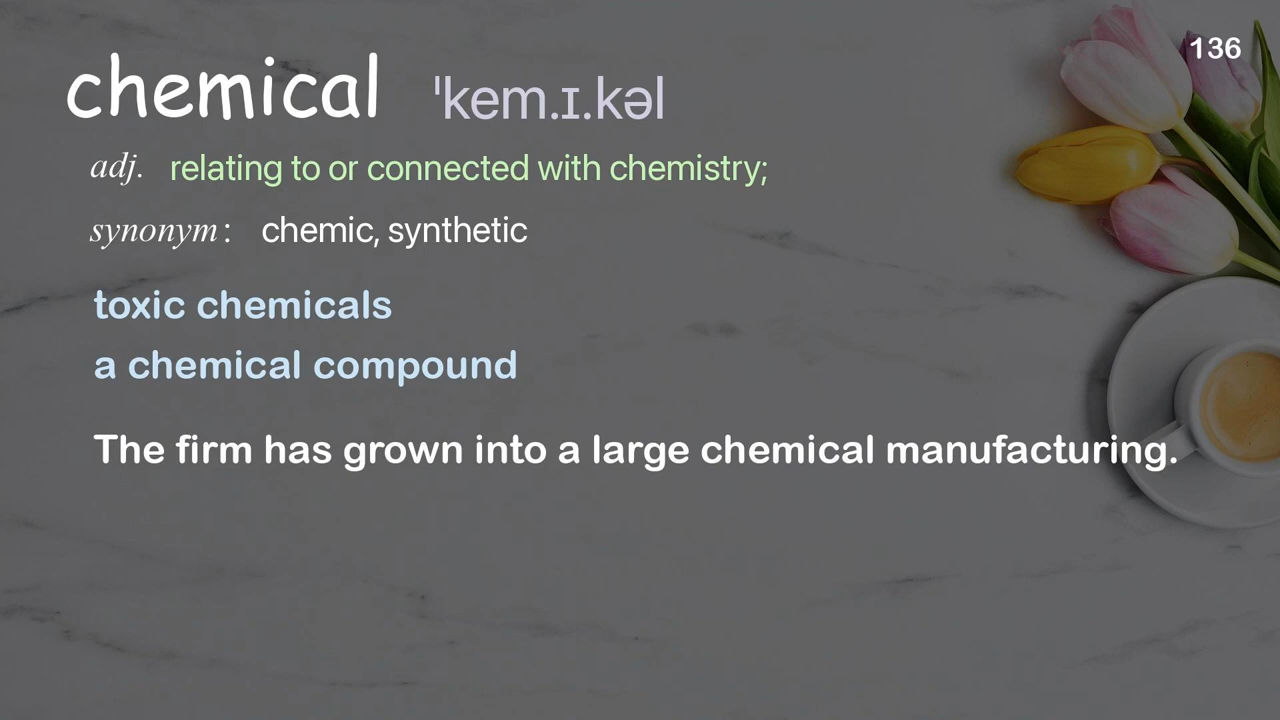 136
chemical ˈkem.ɪ.kəl
adj. relating to or connected with chemistry;
synonym: chemic, synthetic
toxic chemicals
a chemical compound
The firm has grown into a large chemical manufacturing.